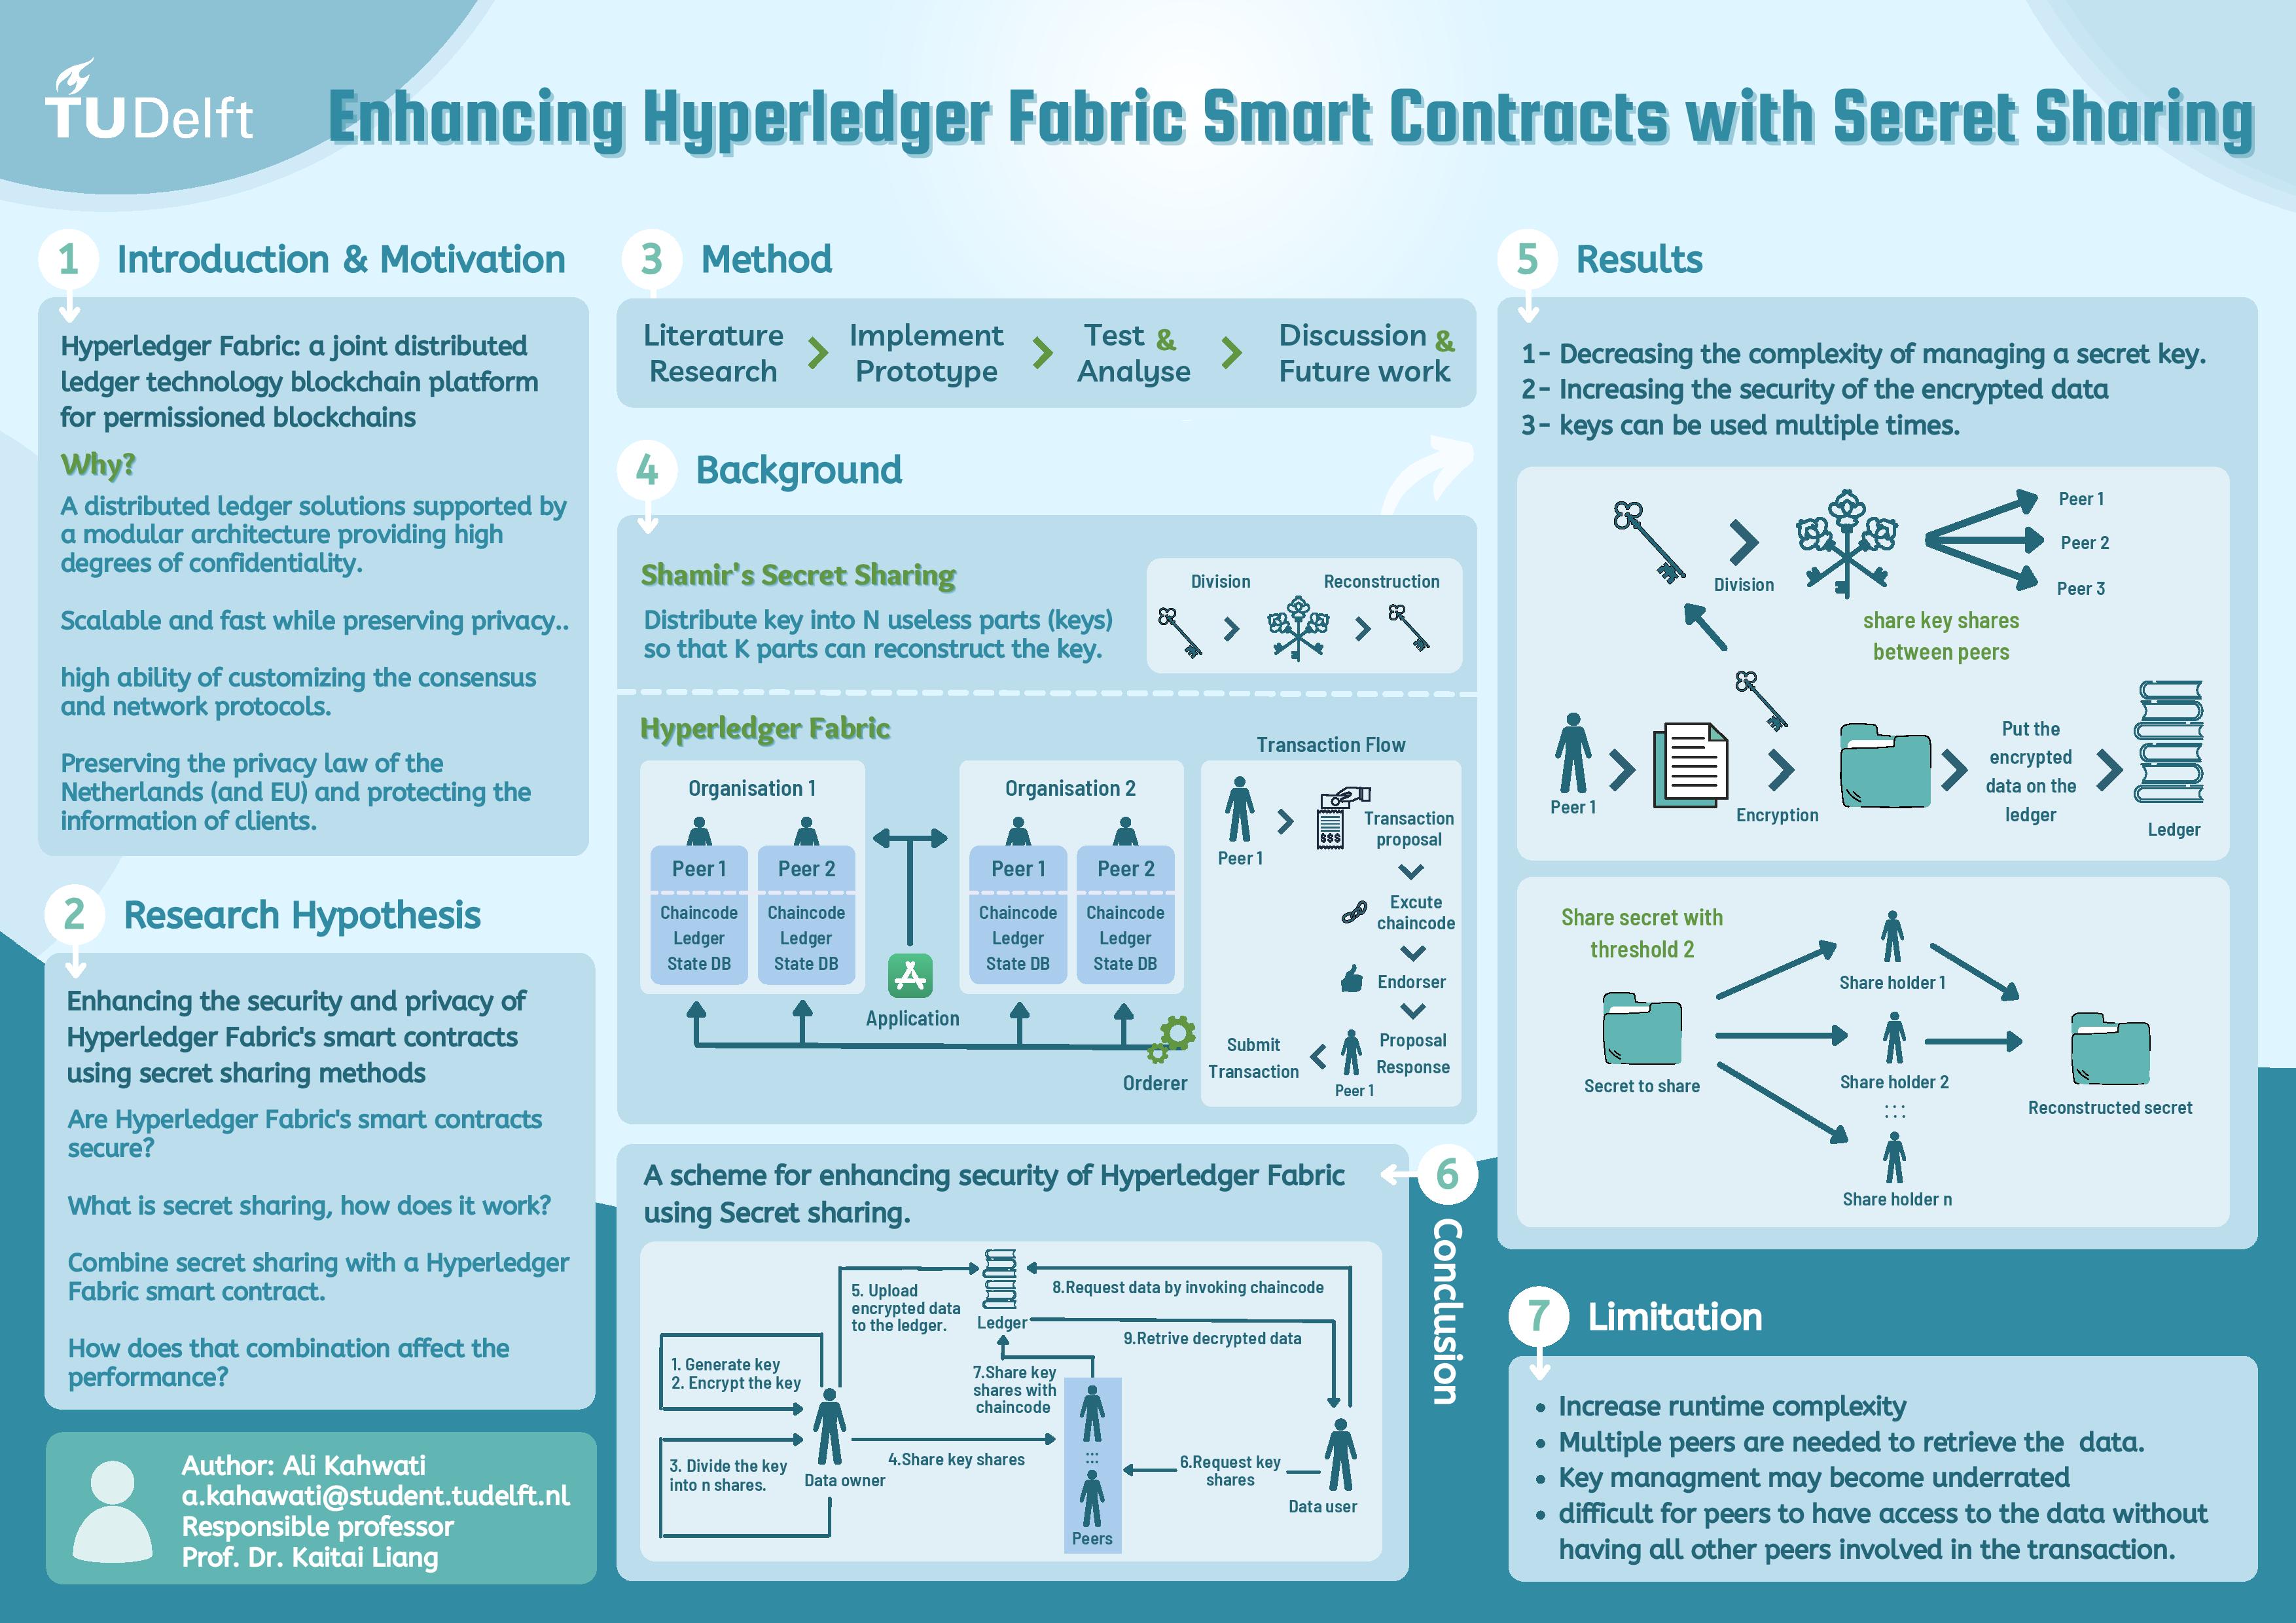 TUDelft
Enhancing Hyperledger Fabric Smart Contracts with Secret Sharing
1 Introduction & Motivation
Hyperledger Fabric: a joint distributed
ledger technology blockchain platform
for permissioned blockchains
Why?
A distributed ledger solutions supported by
a modular architecture providing high
degrees of confidentiality.
Scalable and fast while preserving privacy..
high ability of customizing the consensus
and network protocols.
Preserving the privacy law of the
Netherlands (and EU) and protecting the
information of clients.
2 Research Hypothesis
Enhancing the security and privacy of
Hyperledger Fabric's smart contracts
using secret sharing methods
Are Hyperledger Fabric's smart contracts
secure?
What is secret sharing, how does it work?
Combine secret sharing with a Hyperledger
Fabric smart contract.
How does that combination affect the
performance?
Author: Ali Kahwati
a.kahawati@student.tudelft.nl
Responsible professor
Prof. Dr. Kaitai Liang
3 Method
Literature
Research
Implement
Prototype
Test &
Analyse
Discussion &
Future work
4 Background
Shamir's Secret Sharing
Distribute key into N useless parts (keys)
so that K parts can reconstruct the key.
Division
Reconstruction
Hyperledger Fabric
Organisation 1
Peer 1
Chaincode
Ledger
State DB
Peer 2
Chaincode
Ledger
State DB
Application
Organisation 2
Peer 1
Chaincode
Ledger
State DB
Peer 2
Chaincode
Ledger
State DB
Orderer
Transaction Flow
Peer 1
$$$
Transaction
proposal
Excute
chaincode
Endorser
Proposal
Response
Peer 1
Submit
Transaction
5 Results
1- Decreasing the complexity of managing a secret key.
2- Increasing the security of the encrypted data
3- keys can be used multiple times.
Division
Peer 1
Peer 2
Peer 3
share key shares
between peers
Peer 1
Encryption
Put the
encrypted
data on the
ledger
Ledger
Share secret with
threshold 2
Secret to share
Share holder 1
Share holder 2
Share holder n
Reconstructed secret
6 Conclusion
A scheme for enhancing security of Hyperledger Fabric
using Secret sharing.
1. Generate key
2. Encrypt the key
3. Divide the key
into n shares.
Data owner
4.Share key shares
5. Upload
encrypted data
to the ledger.
Ledger
6.Request key
shares
7.Share key
shares with
chaincode
Peers
8.Request data by invoking chaincode
9.Retrive decrypted data
Data user
7 Limitation
• Increase runtime complexity
• Multiple peers are needed to retrieve the data.
• Key managment may become underrated
• difficult for peers to have access to the data without
having all other peers involved in the transaction.